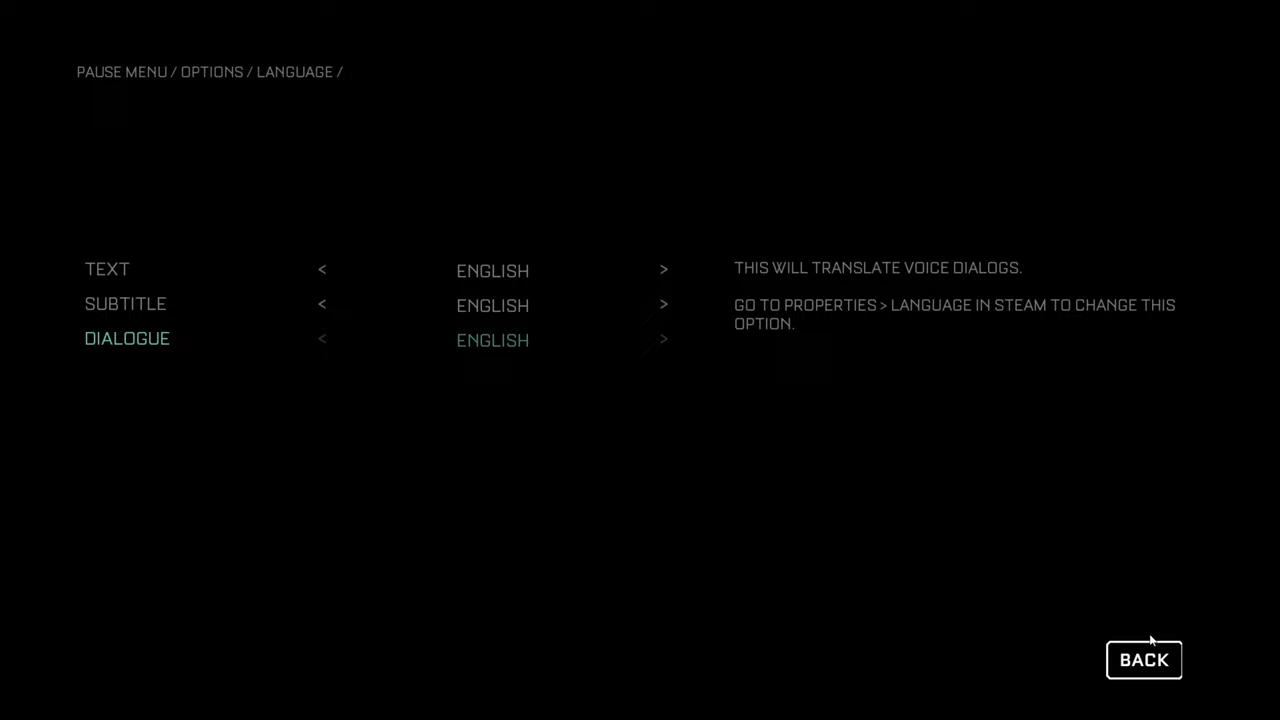 PAUSE MENU / OPTIONS / LANGUAGE /
TEXT < ENGLISH >
SUBTITLE < ENGLISH >
DIALOGUE < ENGLISH >
THIS WILL TRANSLATE VOICE DIALOGS.
GO TO PROPERTIES > LANGUAGE IN STEAM TO CHANGE THIS
OPTION.
BACK